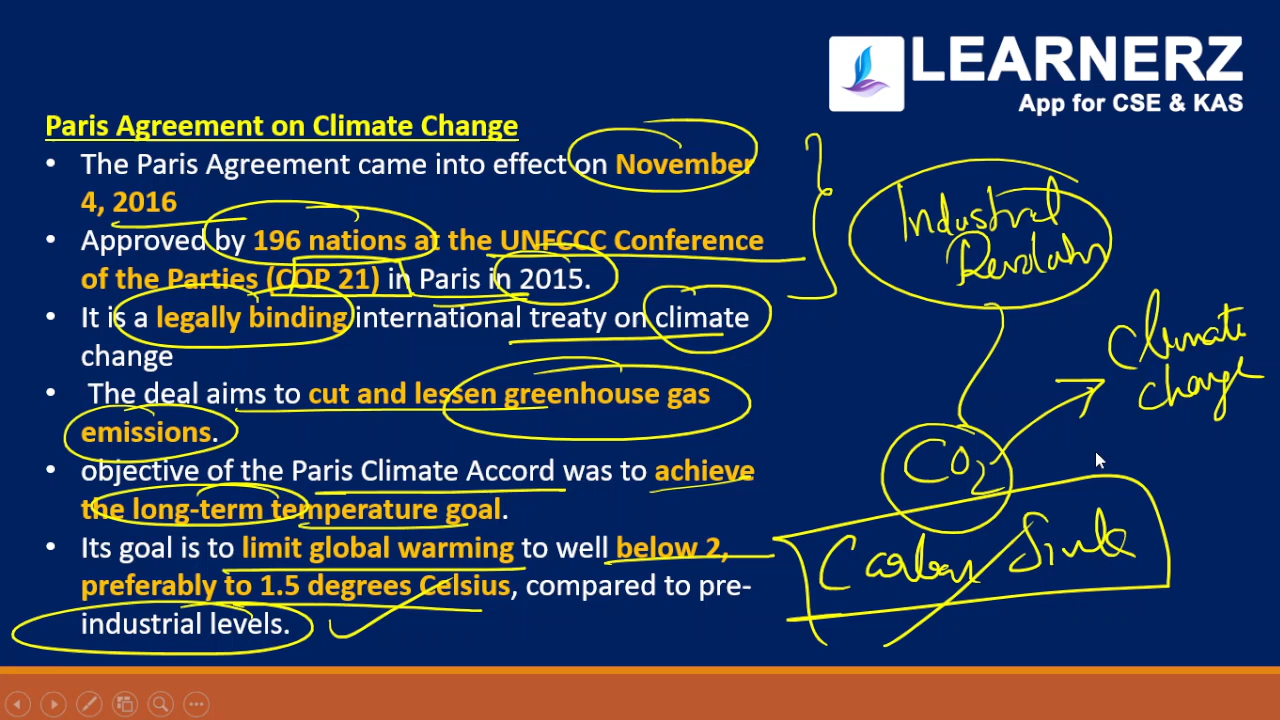 LEARNERZ
App for CSE & KAS
Paris Agreement on Climate Change
• The Paris Agreement came into effect on November
4, 2016
• Approved by 196 nations at the UNFCCC Conference
of the Parties (COP 21) in Paris in 2015.
• It is a legally binding international treaty on climate
change
• The deal aims to cut and lessen greenhouse gas
emissions.
• objective of the Paris Climate Accord was to achieve
the long-term temperature goal.
• Its goal is to limit global warming to well below 2,
preferably to 1.5 degrees Celsius, compared to pre-
industrial levels.
Industrial
Revolution
Climate
change
CO2
Carbon Sink